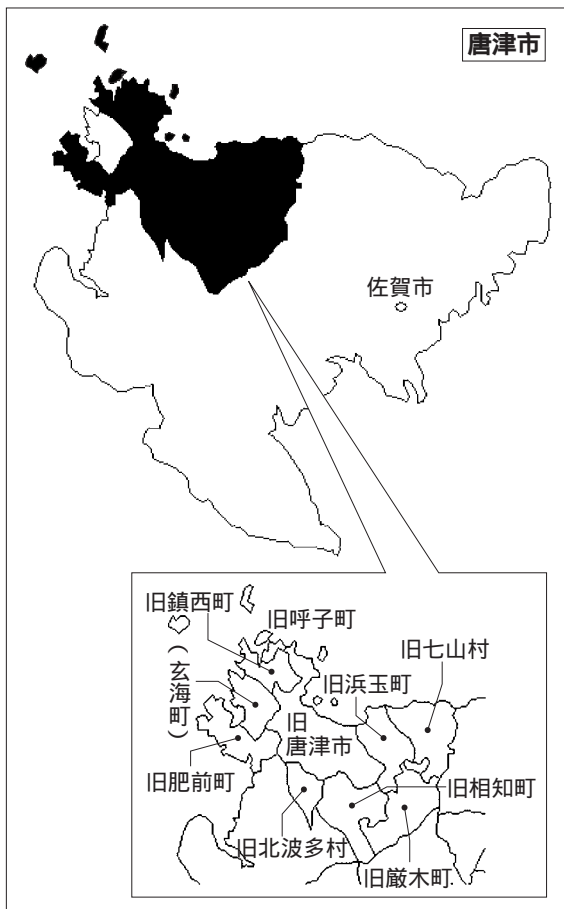 唐津市
佐賀市
旧鎮西町
旧呼子町
旧七山村
(玄海町)
旧浜玉町
旧
唐津市
旧肥前町
旧相知町
旧北波多村
旧厳木町